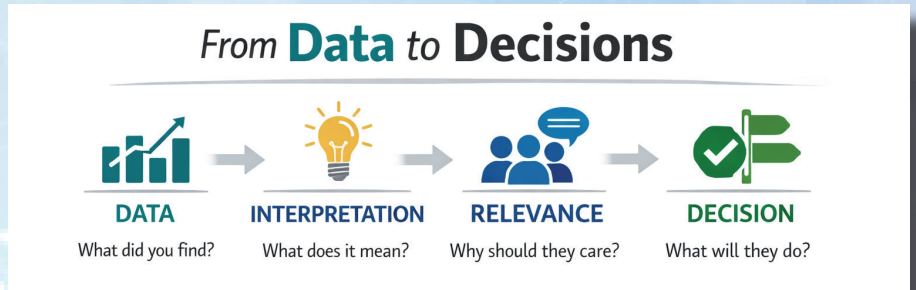 From Data to Decisions
DATA
What did you find?
INTERPRETATION
What does it mean?
RELEVANCE
Why should they care?
DECISION
What will they do?